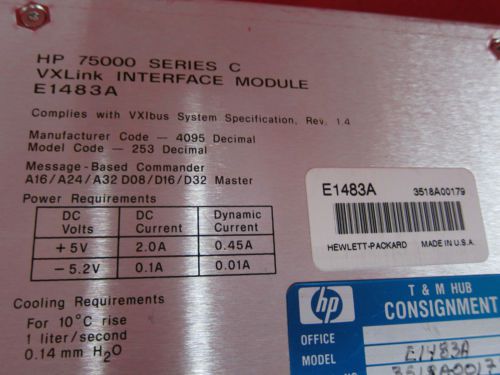 HP 75000 SERIES C
VXLink INTERFACE MODULE
E1483A
Complies with VXIbus System Specification, Rev. 1.4
Manufacturer Code — 4095 Decimal
Model Code — 253 Decimal
Message-Based Commander
A16/A24/A32 D08/D16/D32 Master
Power Requirements
DC Volts DC Current Dynamic Current
+5V 2.0A 0.45A
−5.2V 0.1A 0.01A
Cooling Requirements
For 10°C rise
1 liter/second
0.14 mm H₂O
E1483A 3518A00179
HEWLETT-PACKARD MADE IN U.S.A.
hp
T & M HUB
CONSIGNMENT
OFFICE
MODEL E1483A